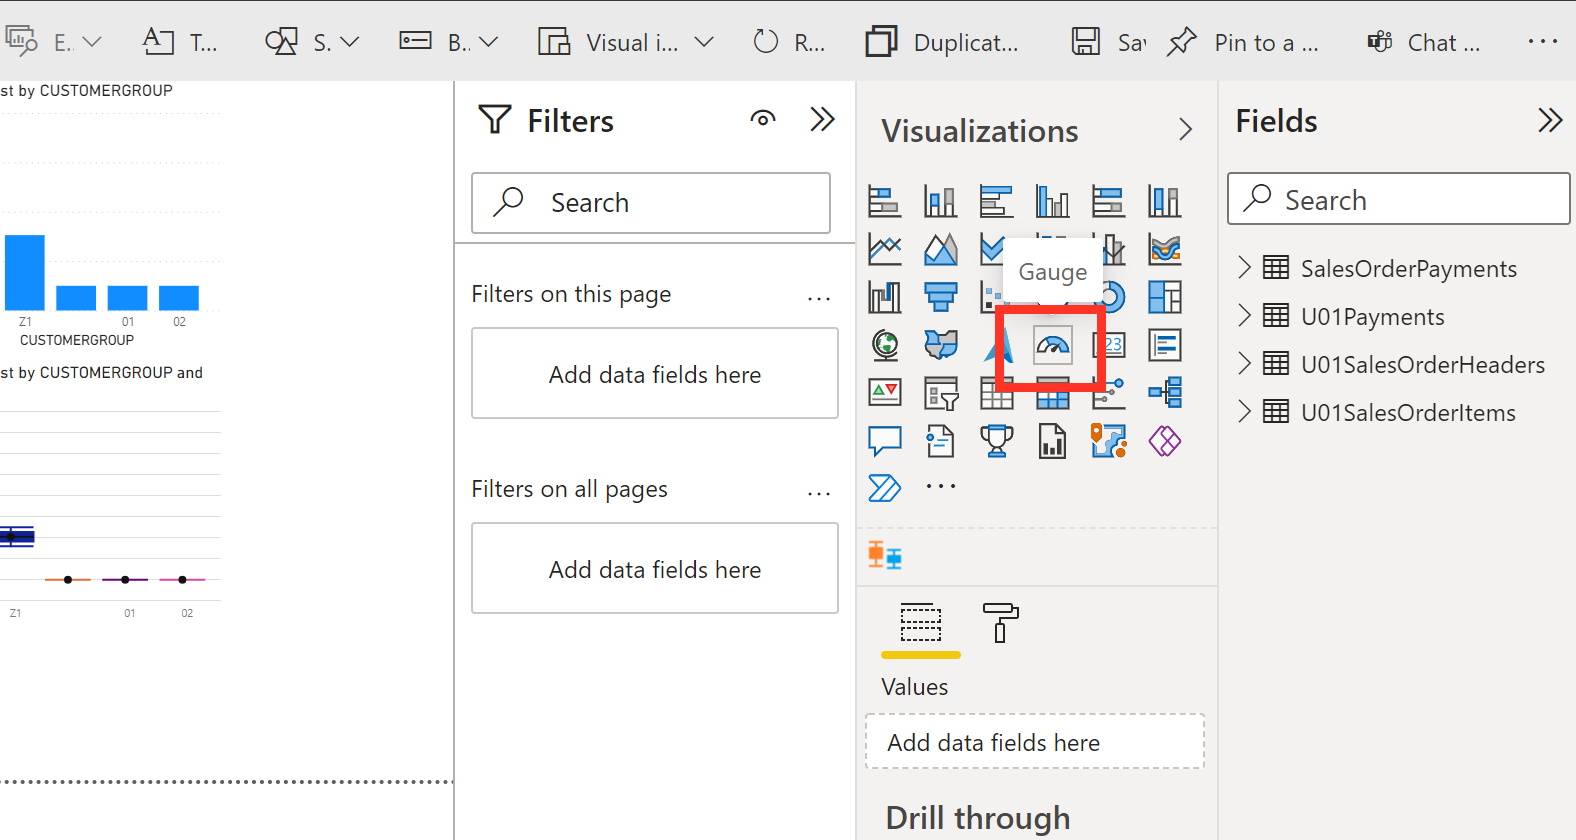 E.. T... S. B.. Visual i... R... Duplicat... Sav Pin to a ... Chat ... ...
st by CUSTOMERGROUP
Z1 01 02
CUSTOMERGROUP
st by CUSTOMERGROUP and
Z1 01 02
Filters
Search
Filters on this page ...
Add data fields here
Filters on all pages ...
Add data fields here
Visualizations
Gauge
123
...
Values
Add data fields here
Drill through
Fields
Search
SalesOrderPayments
U01Payments
U01SalesOrderHeaders
U01SalesOrderItems